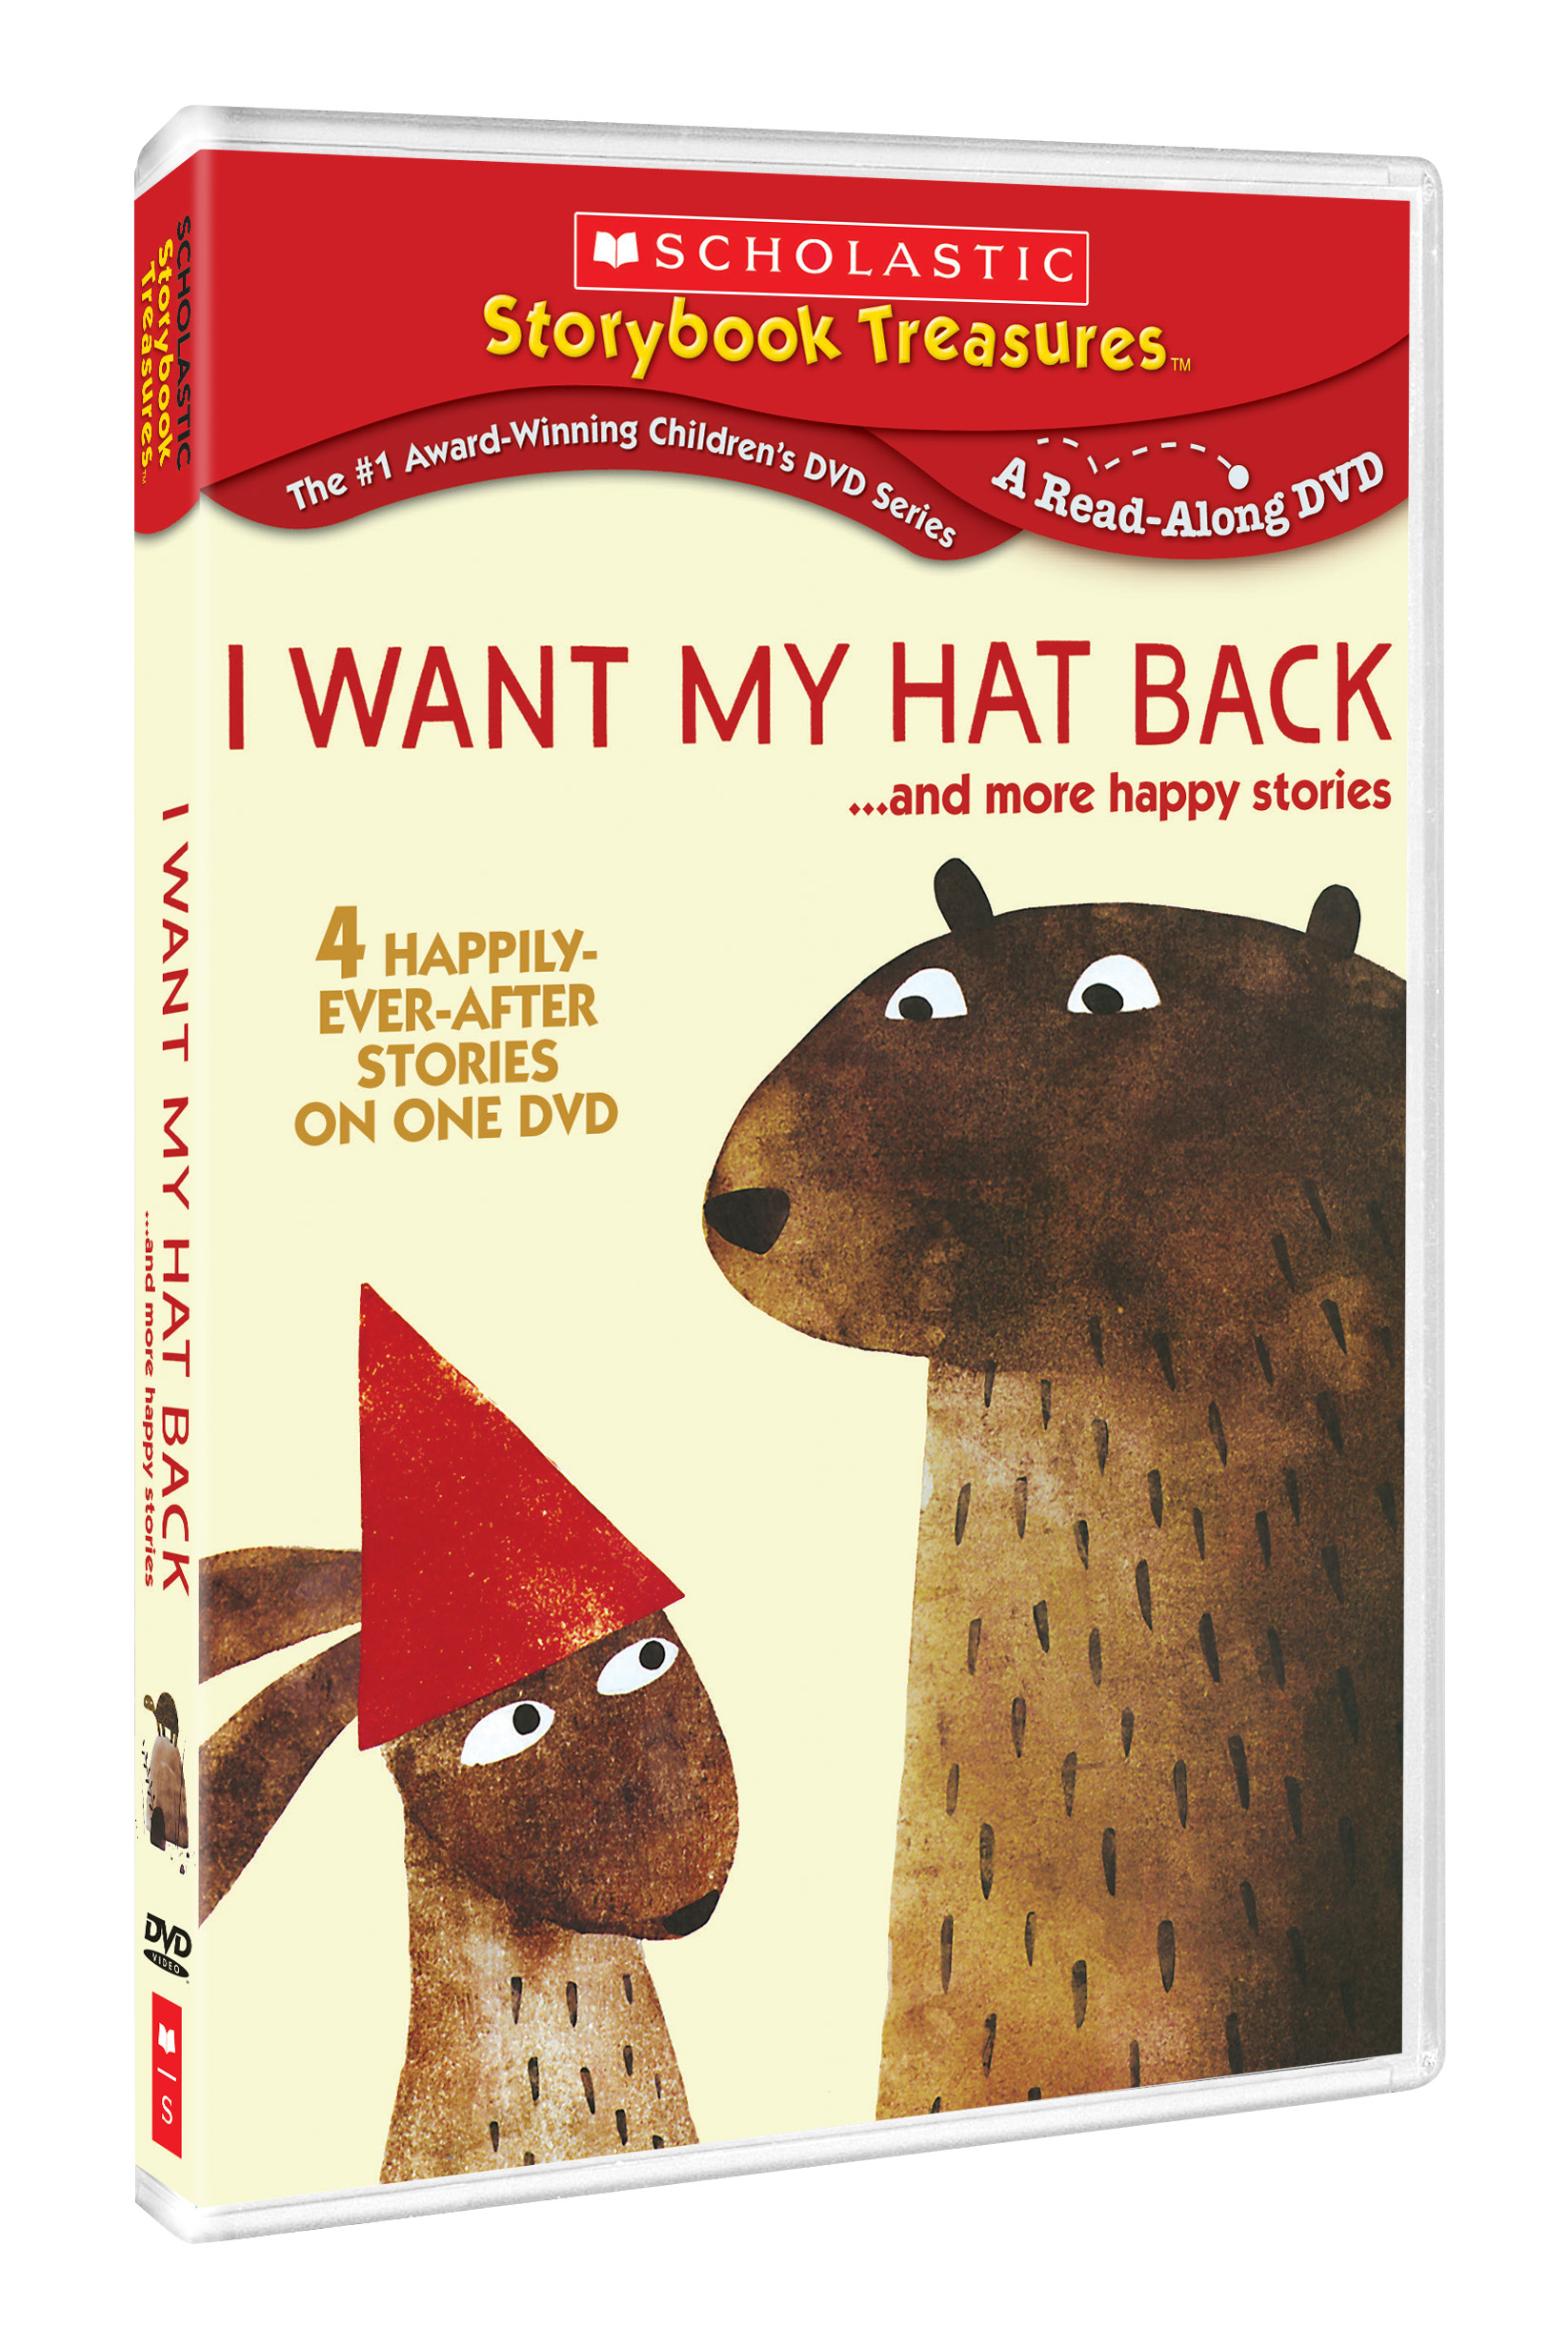 SCHOLASTIC
Storybook Treasures™
The #1 Award-Winning Children's DVD Series
A Read-Along DVD
I WANT MY HAT BACK
...and more happy stories
4 HAPPILY-
EVER-AFTER
STORIES
ON ONE DVD
SCHOLASTIC
Storybook
Treasures™
I WANT MY HAT BACK
...and more happy stories
DVD
VIDEO
S